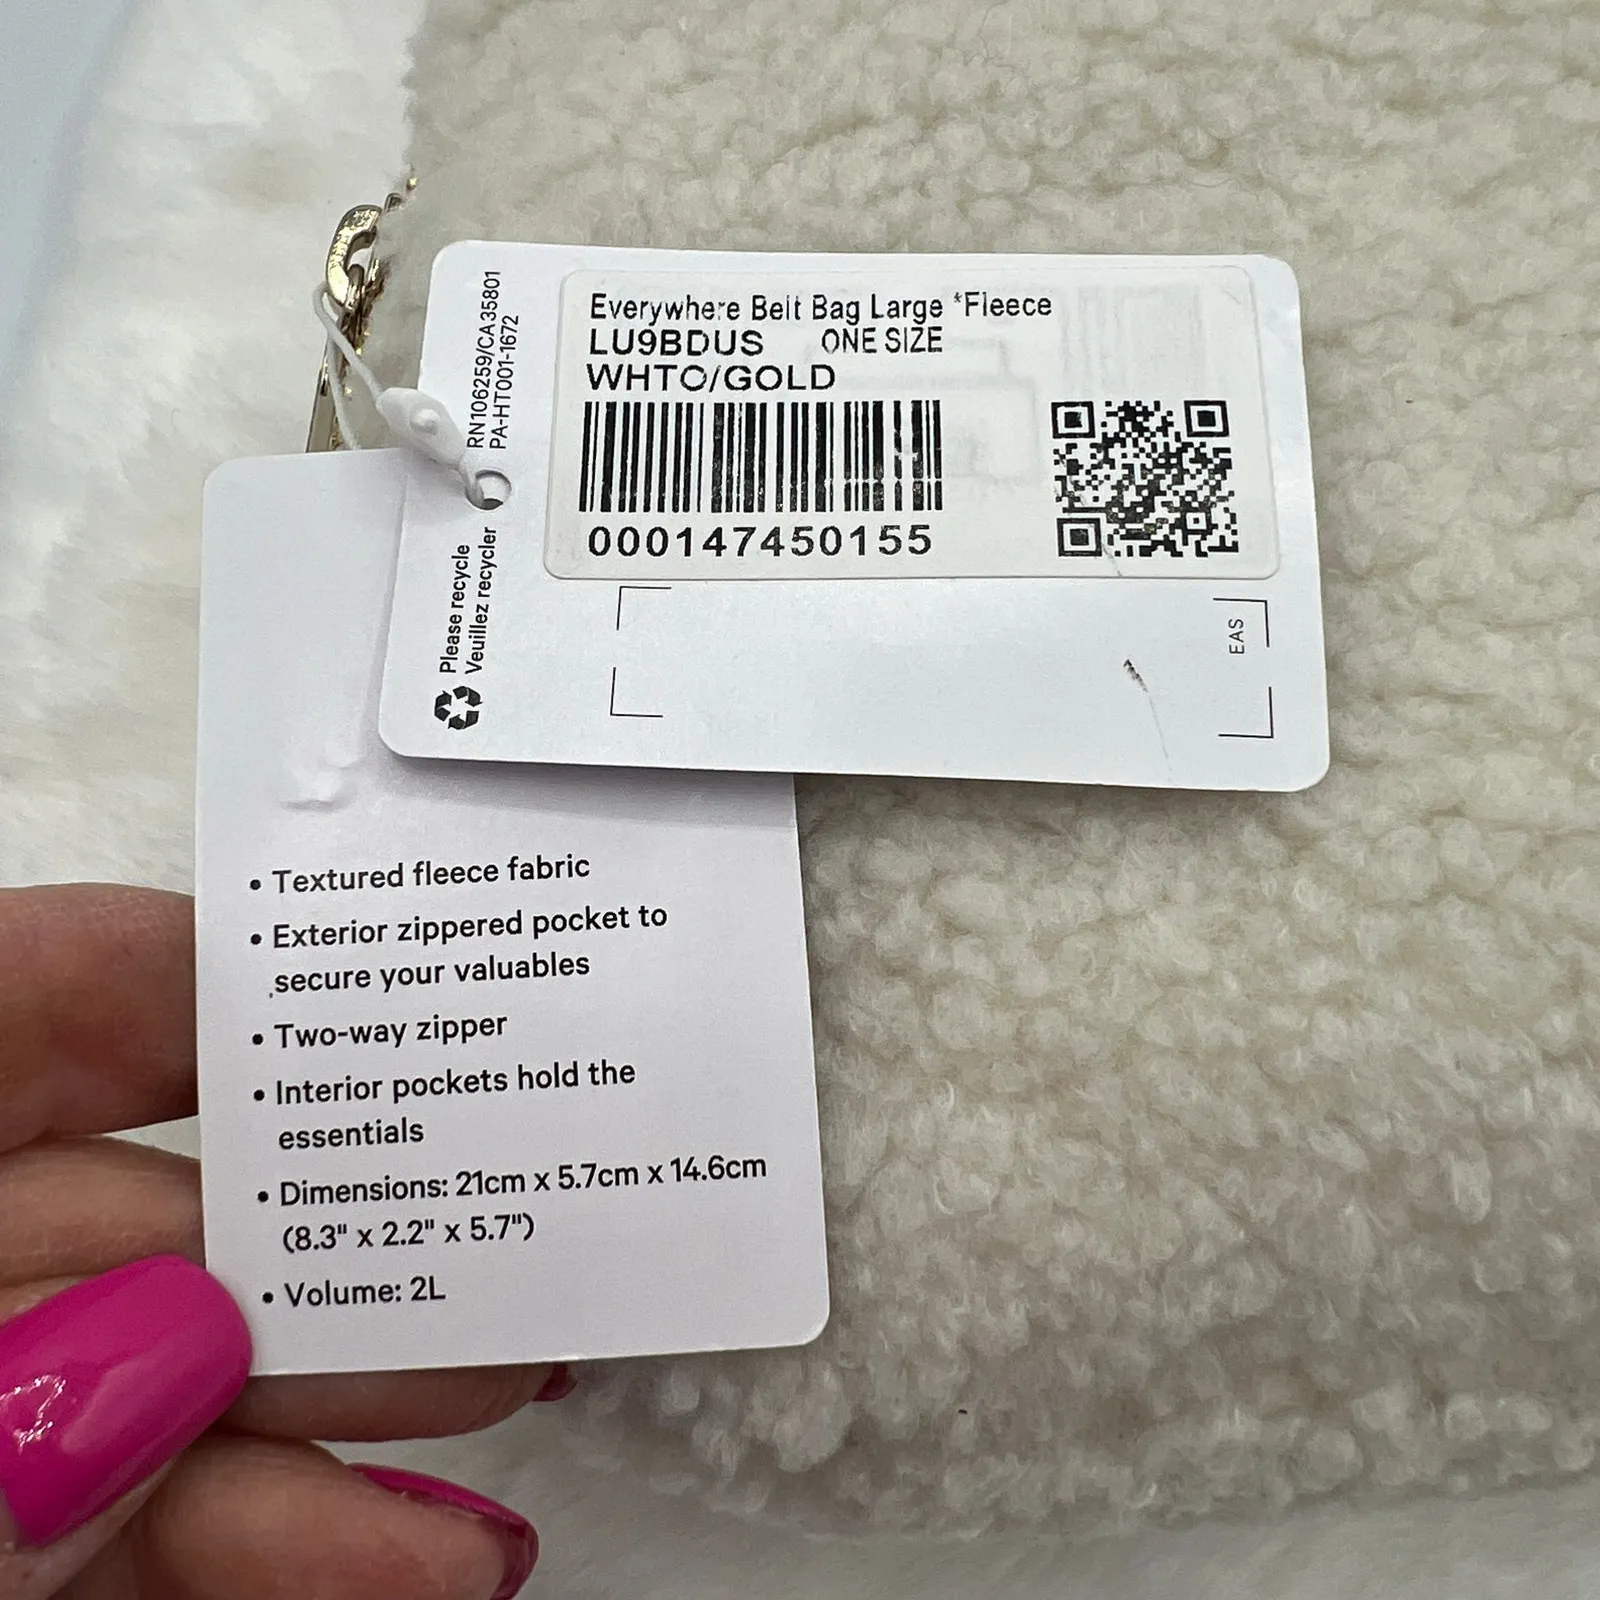 Everywhere Belt Bag Large *Fleece
LU9BDUS ONE SIZE
WHTO/GOLD
000147450155
RN106259/CA35801
PA-HT001-1672
Please recycle
Veuillez recycler
EAS
• Textured fleece fabric
• Exterior zippered pocket to
secure your valuables
• Two-way zipper
• Interior pockets hold the
essentials
• Dimensions: 21cm x 5.7cm x 14.6cm
(8.3" x 2.2" x 5.7")
• Volume: 2L